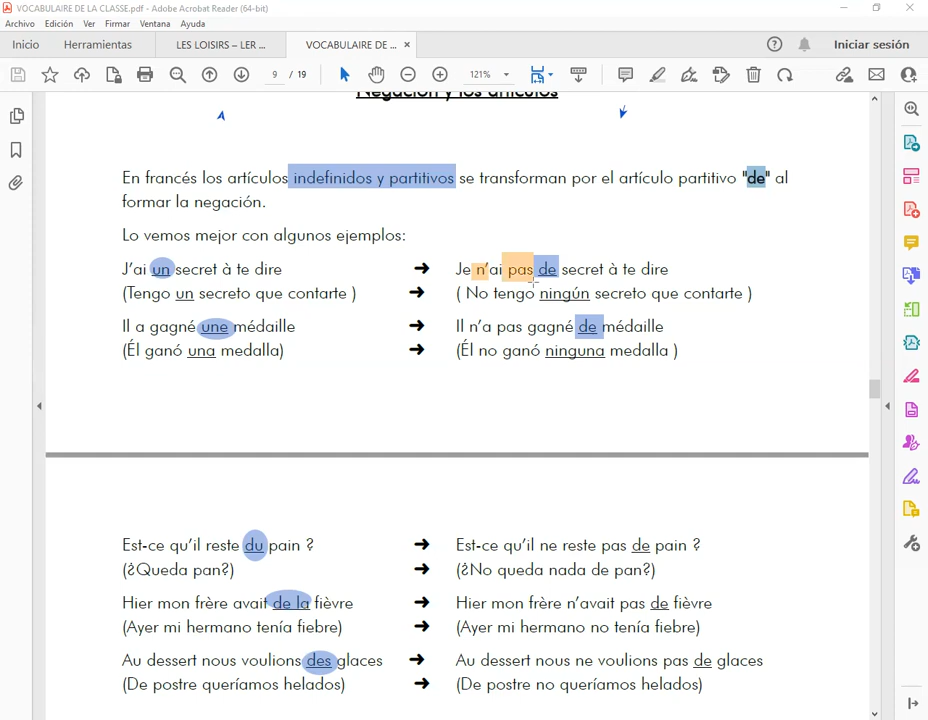 VOCABULAIRE DE LA CLASSE.pdf - Adobe Acrobat Reader (64-bit)
Archivo Edición Ver Firmar Ventana Ayuda
Inicio Herramientas LES LOISIRS – LER ... VOCABULAIRE DE ... × Iniciar sesión
9 / 19 121%
Negación y los artículos
En francés los artículos indefinidos y partitivos se transforman por el artículo partitivo "de" al
formar la negación.
Lo vemos mejor con algunos ejemplos:
J'ai un secret à te dire ➔ Je n'ai pas de secret à te dire
(Tengo un secreto que contarte ) ➔ ( No tengo ningún secreto que contarte )
Il a gagné une médaille ➔ Il n'a pas gagné de médaille
(Él ganó una medalla) ➔ (Él no ganó ninguna medalla )
Est-ce qu'il reste du pain ? ➔ Est-ce qu'il ne reste pas de pain ?
(¿Queda pan?) ➔ (¿No queda nada de pan?)
Hier mon frère avait de la fièvre ➔ Hier mon frère n'avait pas de fièvre
(Ayer mi hermano tenía fiebre) ➔ (Ayer mi hermano no tenía fiebre)
Au dessert nous voulions des glaces ➔ Au dessert nous ne voulions pas de glaces
(De postre queríamos helados) ➔ (De postre no queríamos helados)